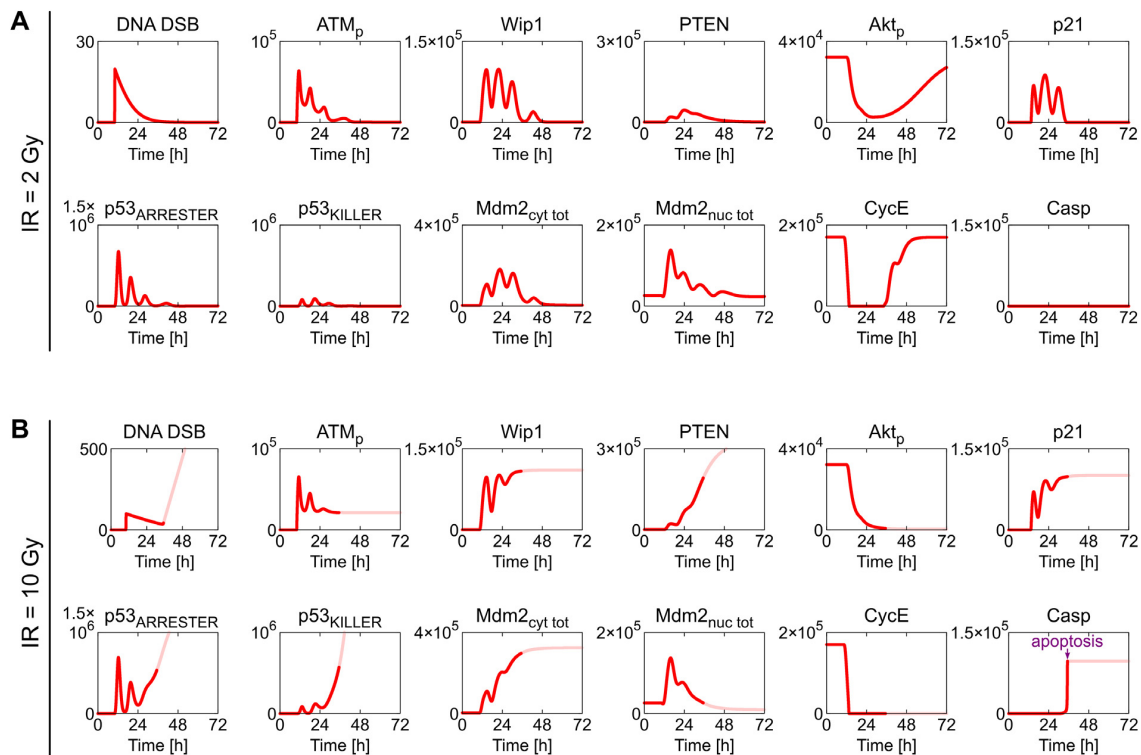 A
IR = 2 Gy
DNA DSB ATMp Wip1 PTEN Aktp p21
30 10^5 1.5×10^5 3×10^5 4×10^4 1.5×10^5
0 0 0 0 0 0
0 24 48 72 0 24 48 72 0 24 48 72 0 24 48 72 0 24 48 72 0 24 48 72
Time [h] Time [h] Time [h] Time [h] Time [h] Time [h]
p53ARRESTER p53KILLER Mdm2cyt tot Mdm2nuc tot CycE Casp
1.5×
10^6 10^6 4×10^5 2×10^5 2×10^5 1.5×10^5
0 0 0 0 0 0
0 24 48 72 0 24 48 72 0 24 48 72 0 24 48 72 0 24 48 72 0 24 48 72
Time [h] Time [h] Time [h] Time [h] Time [h] Time [h]
B
IR = 10 Gy
DNA DSB ATMp Wip1 PTEN Aktp p21
500 10^5 1.5×10^5 3×10^5 4×10^4 1.5×10^5
0 0 0 0 0 0
0 24 48 72 0 24 48 72 0 24 48 72 0 24 48 72 0 24 48 72 0 24 48 72
Time [h] Time [h] Time [h] Time [h] Time [h] Time [h]
p53ARRESTER p53KILLER Mdm2cyt tot Mdm2nuc tot CycE Casp
1.5×
10^6 10^6 4×10^5 2×10^5 2×10^5 1.5×10^5
apoptosis
0 0 0 0 0 0
0 24 48 72 0 24 48 72 0 24 48 72 0 24 48 72 0 24 48 72 0 24 48 72
Time [h] Time [h] Time [h] Time [h] Time [h] Time [h]